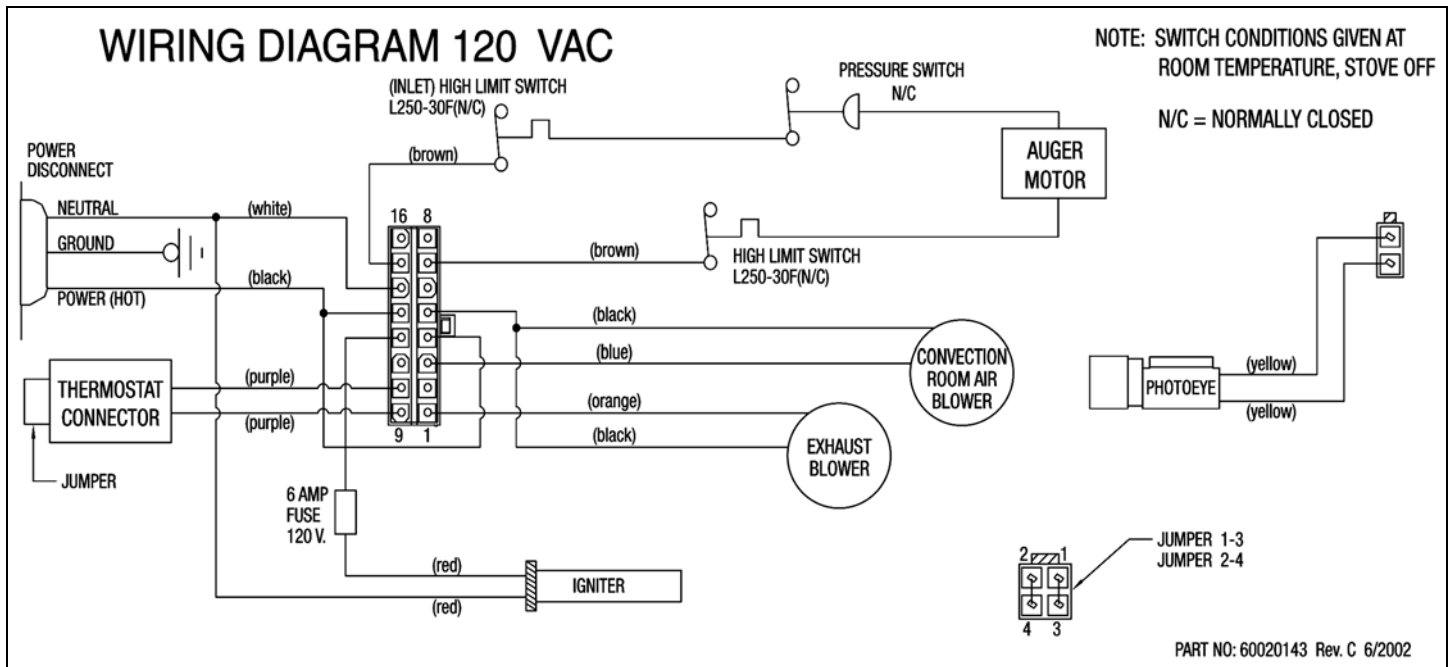 WIRING DIAGRAM 120 VAC
NOTE: SWITCH CONDITIONS GIVEN AT
ROOM TEMPERATURE, STOVE OFF
N/C = NORMALLY CLOSED
(INLET) HIGH LIMIT SWITCH
L250-30F(N/C)
PRESSURE SWITCH
N/C
(brown)
AUGER
MOTOR
POWER
DISCONNECT
NEUTRAL
(white)
16 8
GROUND
(brown)
HIGH LIMIT SWITCH
L250-30F(N/C)
(black)
POWER (HOT)
(black)
(blue)
CONVECTION
ROOM AIR
BLOWER
THERMOSTAT
CONNECTOR
(purple)
(purple)
(orange)
(black)
9 1
EXHAUST
BLOWER
JUMPER
6 AMP
FUSE
120 V.
(red)
(red)
IGNITER
PHOTOEYE
(yellow)
(yellow)
2 1
4 3
JUMPER 1-3
JUMPER 2-4
PART NO: 60020143 Rev. C 6/2002